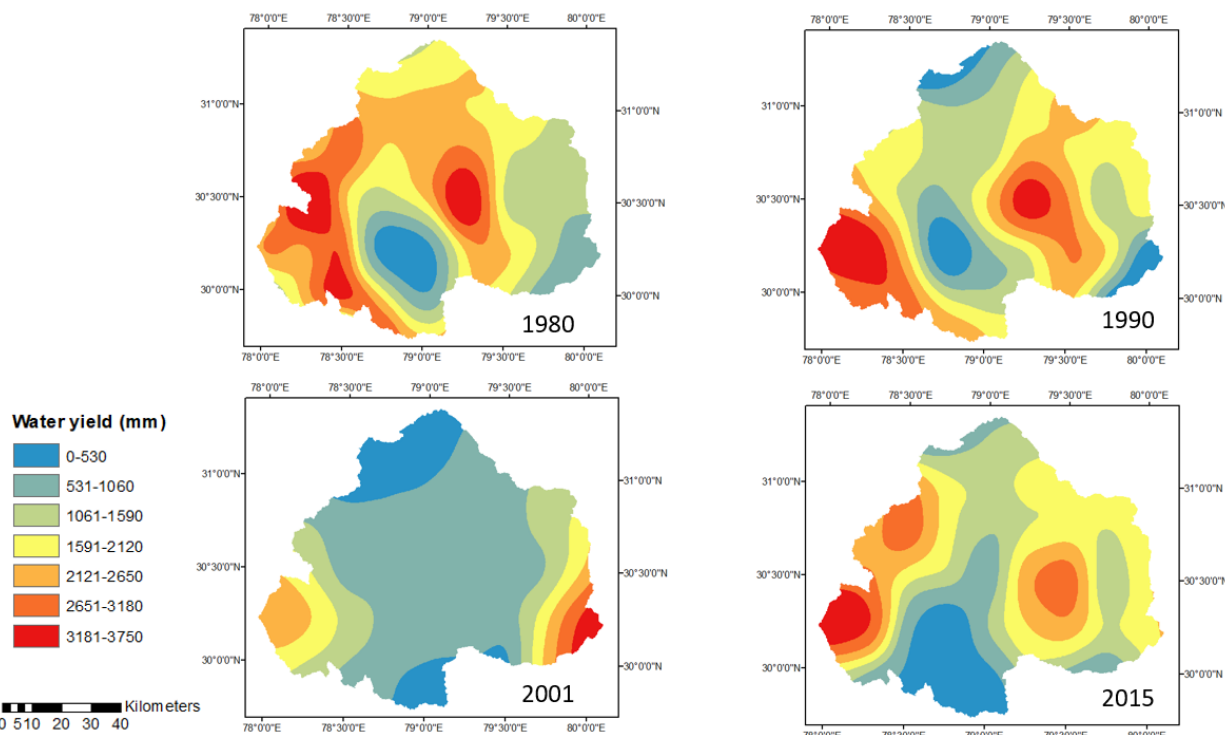 78°0'0"E 78°30'0"E 79°0'0"E 79°30'0"E 80°0'0"E
31°0'0"N 31°0'0"N
30°30'0"N 30°30'0"N
30°0'0"N 30°0'0"N
1980
78°0'0"E 78°30'0"E 79°0'0"E 79°30'0"E 80°0'0"E
78°0'0"E 78°30'0"E 79°0'0"E 79°30'0"E 80°0'0"E
31°0'0"N 31°0'0"N
30°30'0"N 30°30'0"N
30°0'0"N 30°0'0"N
1990
78°0'0"E 78°30'0"E 79°0'0"E 79°30'0"E 80°0'0"E
Water yield (mm)
0-530
531-1060
1061-1590
1591-2120
2121-2650
2651-3180
3181-3750
0 5 10 20 30 40 Kilometers
78°0'0"E 78°30'0"E 79°0'0"E 79°30'0"E 80°0'0"E
31°0'0"N 31°0'0"N
30°30'0"N 30°30'0"N
30°0'0"N 30°0'0"N
2001
78°0'0"E 78°30'0"E 79°0'0"E 79°30'0"E 80°0'0"E
78°0'0"E 78°30'0"E 79°0'0"E 79°30'0"E 80°0'0"E
31°0'0"N 31°0'0"N
30°30'0"N 30°30'0"N
30°0'0"N 30°0'0"N
2015